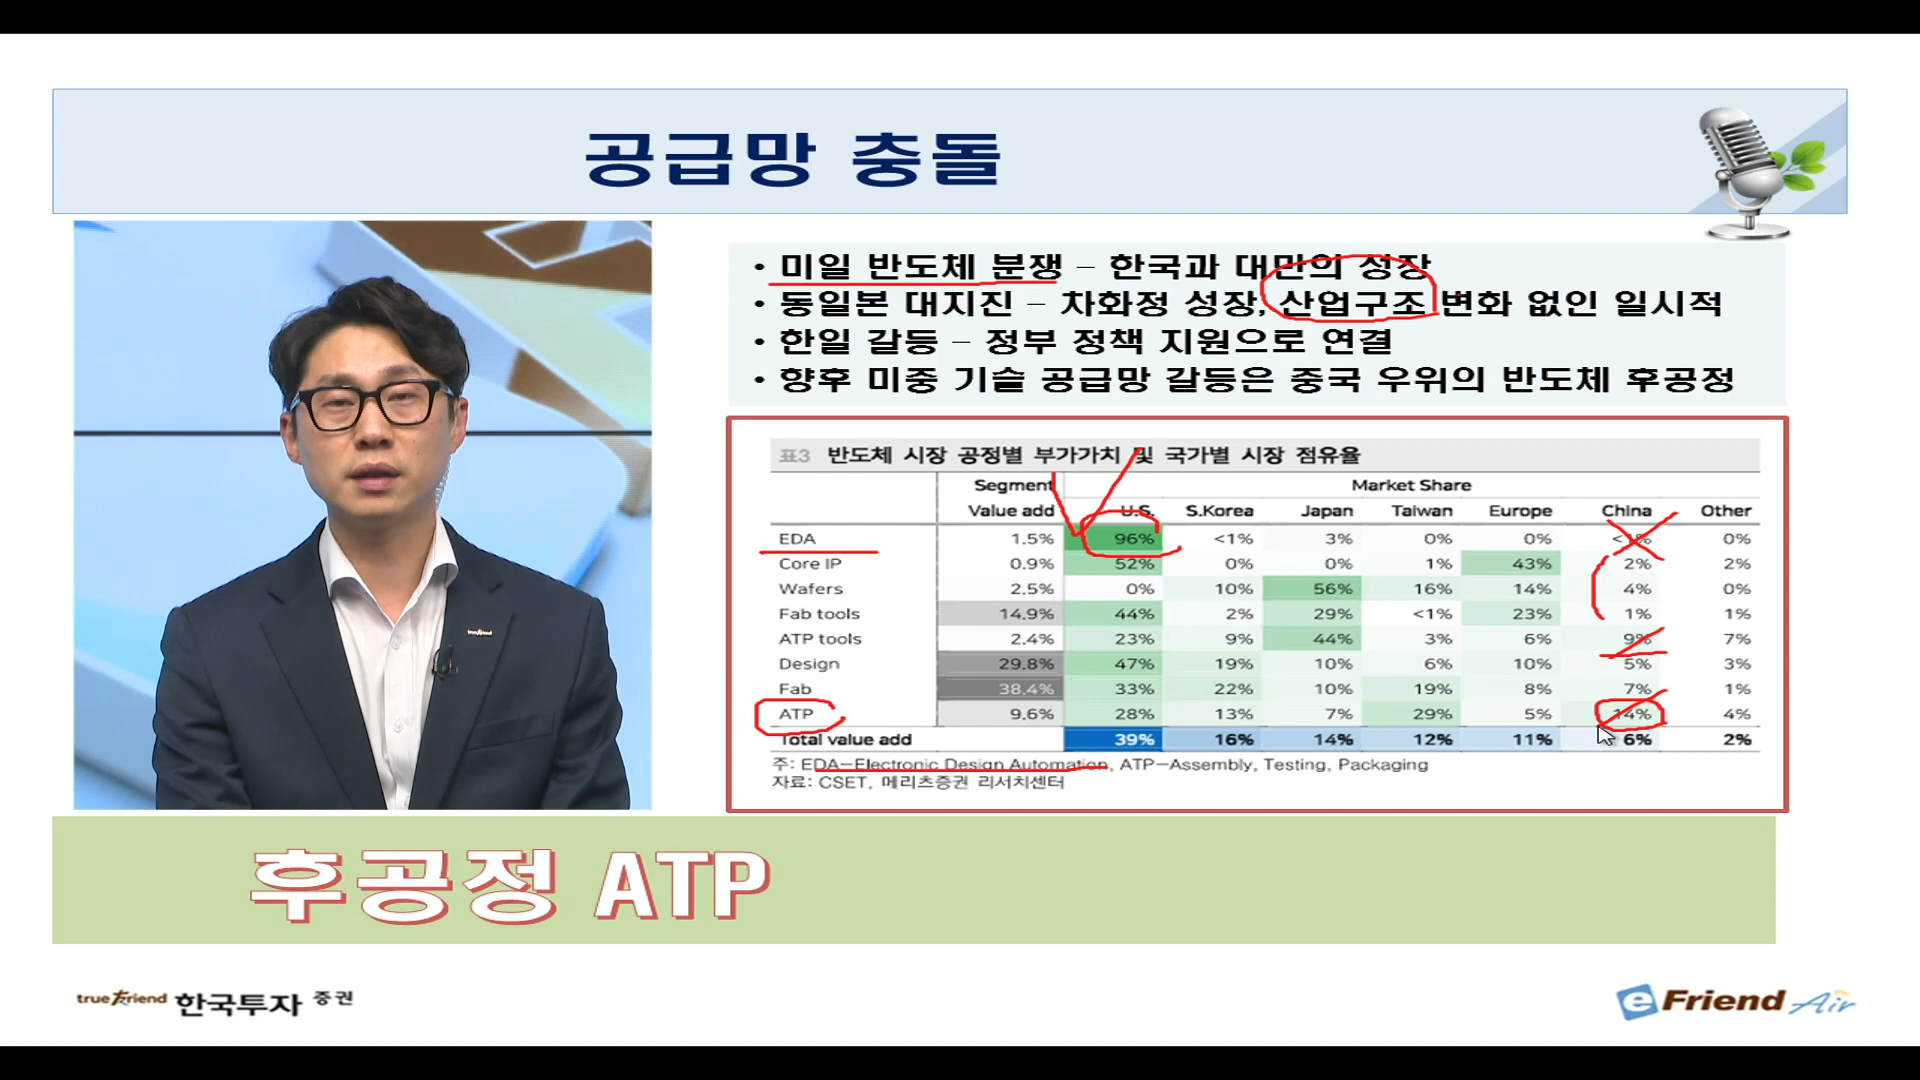 공급망 충돌
• 미일 반도체 분쟁 – 한국과 대만의 성장
• 동일본 대지진 – 차화정 성장, 산업구조 변화 없인 일시적
• 한일 갈등 – 정부 정책 지원으로 연결
• 향후 미중 기술 공급망 갈등은 중국 우위의 반도체 후공정
표3 반도체 시장 공정별 부가가치 및 국가별 시장 점유율
Segment Market Share
Value add U.S. S.Korea Japan Taiwan Europe China Other
EDA 1.5% 96% <1% 3% 0% 0% <1% 0%
Core IP 0.9% 52% 0% 0% 1% 43% 2% 2%
Wafers 2.5% 0% 10% 56% 16% 14% 4% 0%
Fab tools 14.9% 44% 2% 29% <1% 23% 1% 1%
ATP tools 2.4% 23% 9% 44% 3% 6% 9% 7%
Design 29.8% 47% 19% 10% 6% 10% 5% 3%
Fab 38.4% 33% 22% 10% 19% 8% 7% 1%
ATP 9.6% 28% 13% 7% 29% 5% 14% 4%
Total value add 39% 16% 14% 12% 11% 6% 2%
주: EDA-Electronic Design Automation, ATP-Assembly, Testing, Packaging
자료: CSET, 메리츠증권 리서치센터
후공정 ATP
true friend 한국투자 증권
eFriend Air